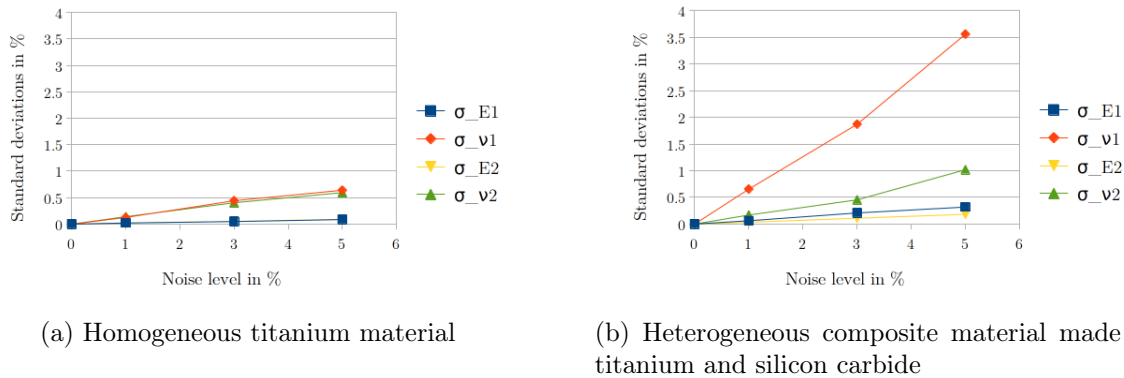 4
3.5
3
2.5
2
1.5
1
0.5
0
Standard deviations in %
0 1 2 3 4 5 6
Noise level in %
σ_E1
σ_ν1
σ_E2
σ_ν2
(a) Homogeneous titanium material
4
3.5
3
2.5
2
1.5
1
0.5
0
Standard deviations in %
0 1 2 3 4 5 6
Noise level in %
σ_E1
σ_ν1
σ_E2
σ_ν2
(b) Heterogeneous composite material made
titanium and silicon carbide